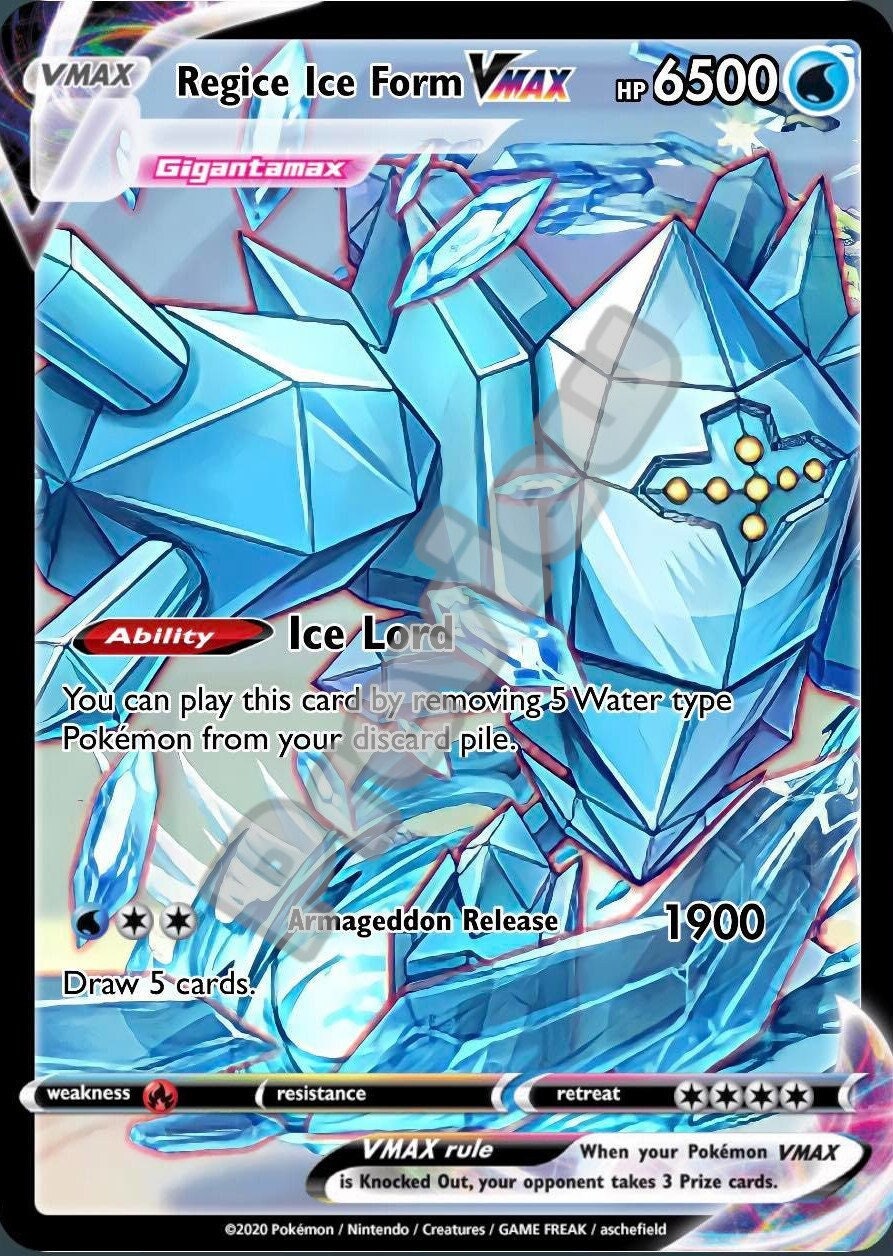 VMAX
Regice Ice Form VMAX HP 6500
Gigantamax
Ability Ice Lord
You can play this card by removing 5 Water type
Pokémon from your discard pile.
Armageddon Release 1900
Draw 5 cards.
weakness resistance retreat
VMAX rule When your Pokémon VMAX
is Knocked Out, your opponent takes 3 Prize cards.
©2020 Pokémon / Nintendo / Creatures / GAME FREAK / aschefield